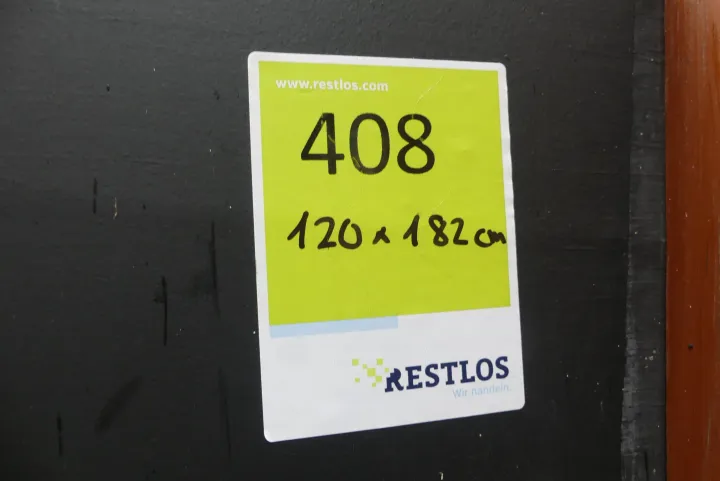 www.restlos.com
408
120 x 182 cm
RESTLOS
Wir handeln.